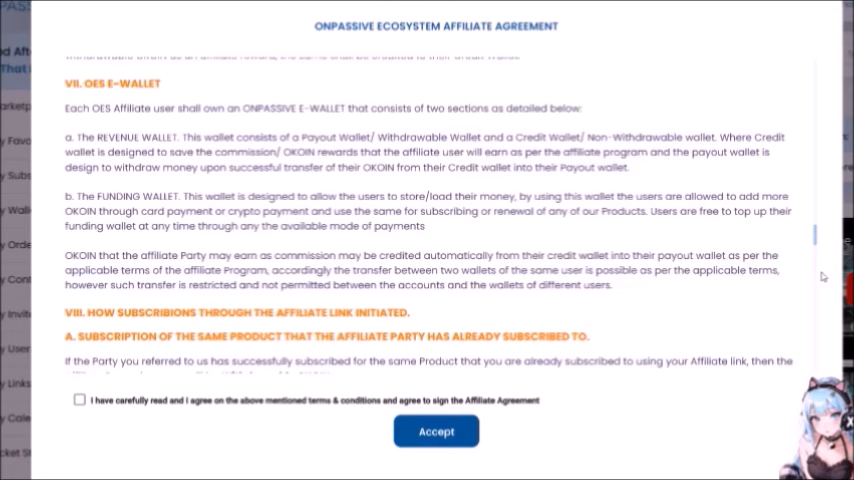 ONPASSIVE ECOSYSTEM AFFILIATE AGREEMENT
VII. OES E-WALLET
Each OES Affiliate user shall own an ONPASSIVE E-WALLET that consists of two sections as detailed below:
a. The REVENUE WALLET. This wallet consists of a Payout Wallet/ Withdrawable Wallet and a Credit Wallet/ Non-Withdrawable wallet. Where Credit
wallet is designed to save the commission/ OKOIN rewards that the affiliate user will earn as per the affiliate program and the payout wallet is
design to withdraw money upon successful transfer of their OKOIN from their Credit wallet into their Payout wallet.
b. The FUNDING WALLET. This wallet is designed to allow the users to store/load their money, by using this wallet the users are allowed to add more
OKOIN through card payment or crypto payment and use the same for subscribing or renewal of any of our Products. Users are free to top up their
funding wallet at any time through any the available mode of payments
OKOIN that the affiliate Party may earn as commission may be credited automatically from their credit wallet into their payout wallet as per the
applicable terms of the affiliate Program, accordingly the transfer between two wallets of the same user is possible as per the applicable terms,
however such transfer is restricted and not permitted between the accounts and the wallets of different users.
VIII. HOW SUBSCRIBIONS THROUGH THE AFFILIATE LINK INITIATED.
A. SUBSCRIPTION OF THE SAME PRODUCT THAT THE AFFILIATE PARTY HAS ALREADY SUBSCRIBED TO.
If the Party you referred to us has successfully subscribed for the same Product that you are already subscribed to using your Affiliate link, then the
I have carefully read and I agree on the above mentioned terms & conditions and agree to sign the Affiliate Agreement
Accept